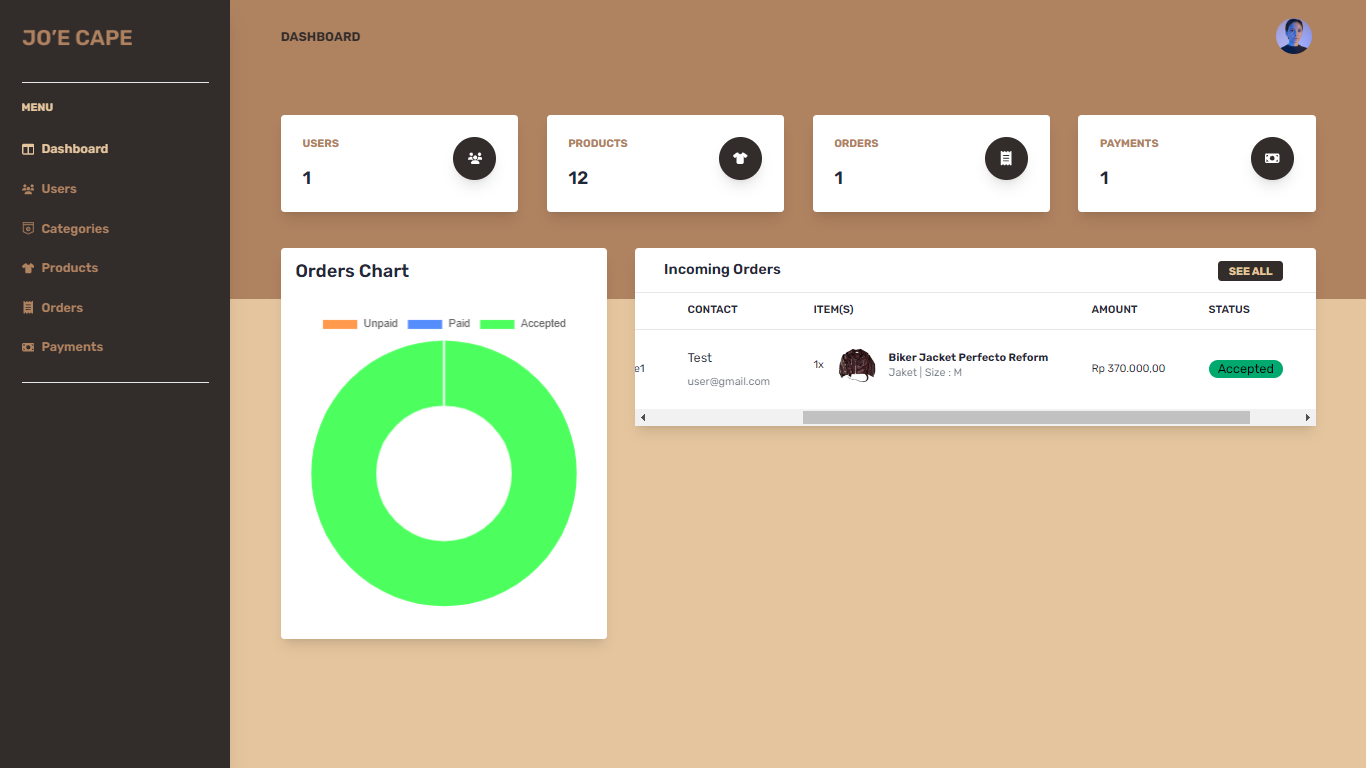 JO'E CAPE
MENU
Dashboard
Users
Categories
Products
Orders
Payments
DASHBOARD
USERS
1
PRODUCTS
12
ORDERS
1
PAYMENTS
1
Orders Chart
Unpaid Paid Accepted
Incoming Orders
SEE ALL
CONTACT ITEM(S) AMOUNT STATUS
e1
Test
user@gmail.com
1x
Biker Jacket Perfecto Reform
Jaket | Size : M
Rp 370.000,00
Accepted